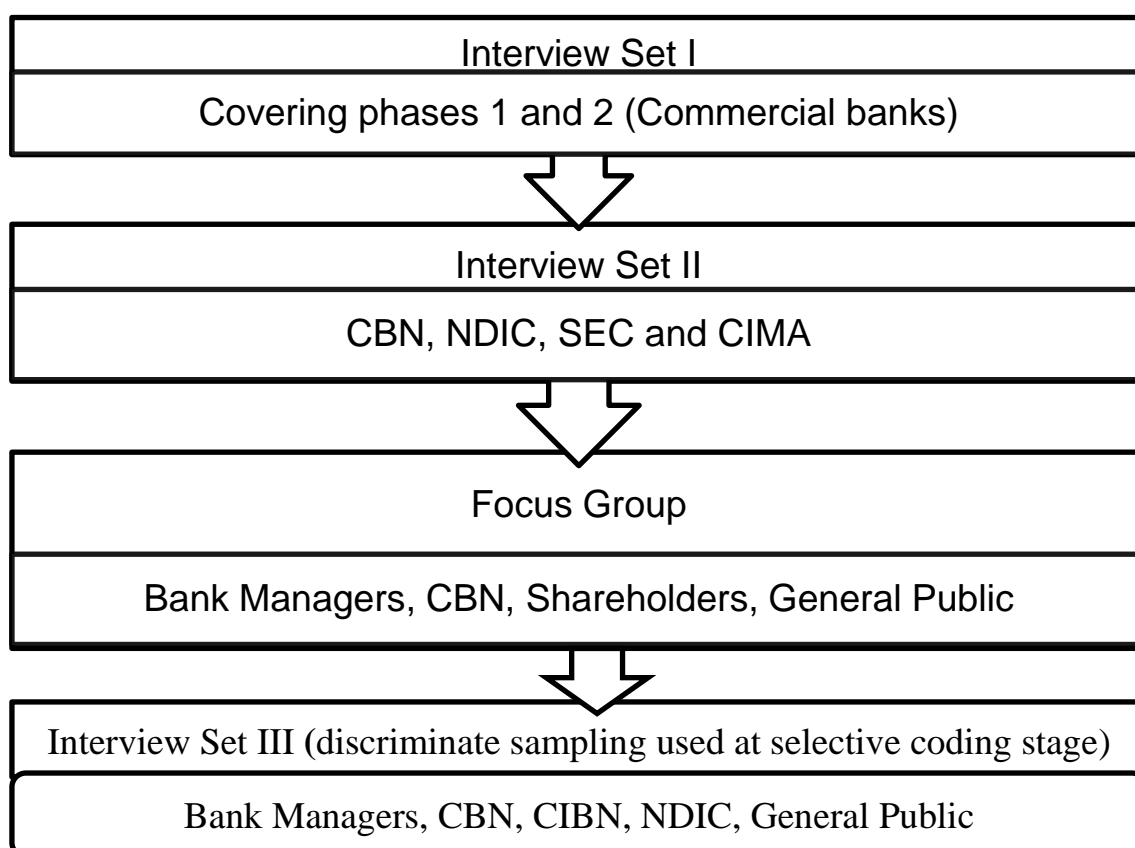 Interview Set I
Covering phases 1 and 2 (Commercial banks)
Interview Set II
CBN, NDIC, SEC and CIMA
Focus Group
Bank Managers, CBN, Shareholders, General Public
Interview Set III (discriminate sampling used at selective coding stage)
Bank Managers, CBN, CIBN, NDIC, General Public